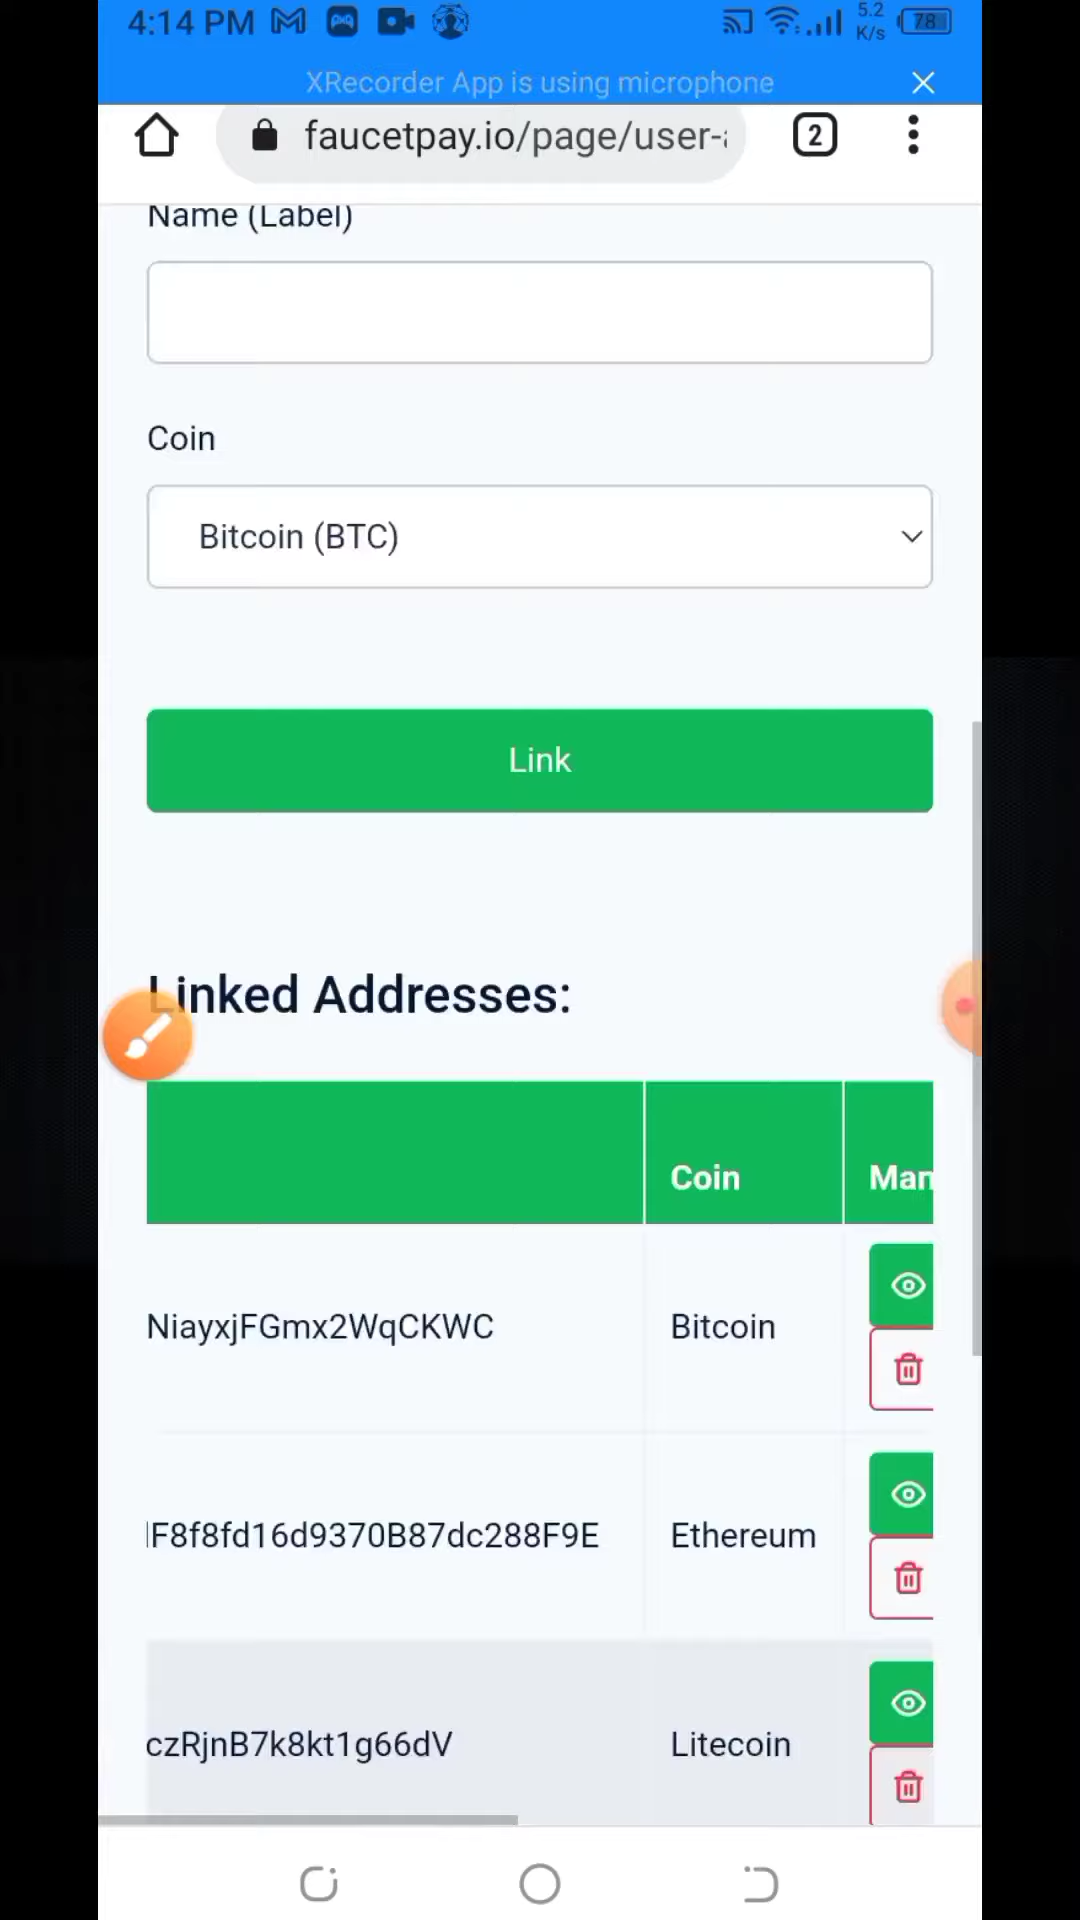 4:14 PM
5.2
K/s
78
XRecorder App is using microphone
faucetpay.io/page/user-
2
Name (Label)
Coin
Bitcoin (BTC)
Link
Linked Addresses:
Coin
Man
NiayxjFGmx2WqCKWC
Bitcoin
F8f8fd16d9370B87dc288F9E
Ethereum
czRjnB7k8kt1g66dV
Litecoin